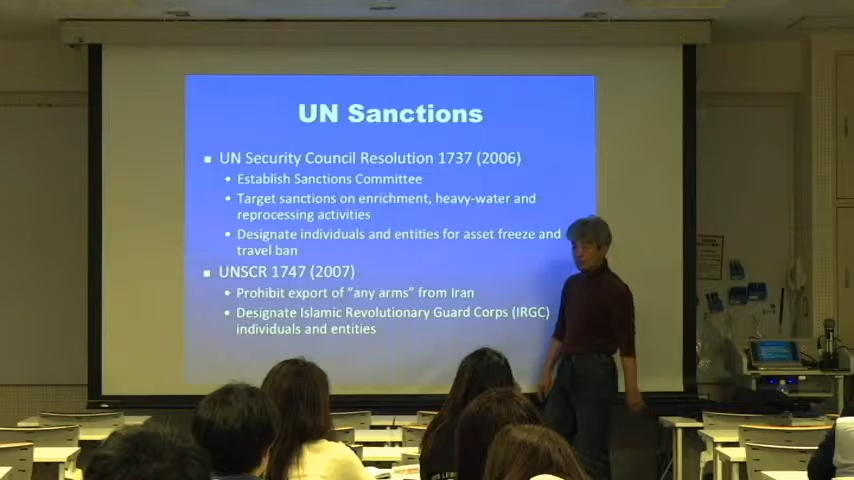 UN Sanctions
UN Security Council Resolution 1737 (2006)
• Establish Sanctions Committee
• Target sanctions on enrichment, heavy-water and
reprocessing activities
• Designate individuals and entities for asset freeze and
travel ban
UNSCR 1747 (2007)
• Prohibit export of “any arms” from Iran
• Designate Islamic Revolutionary Guard Corps (IRGC)
individuals and entities